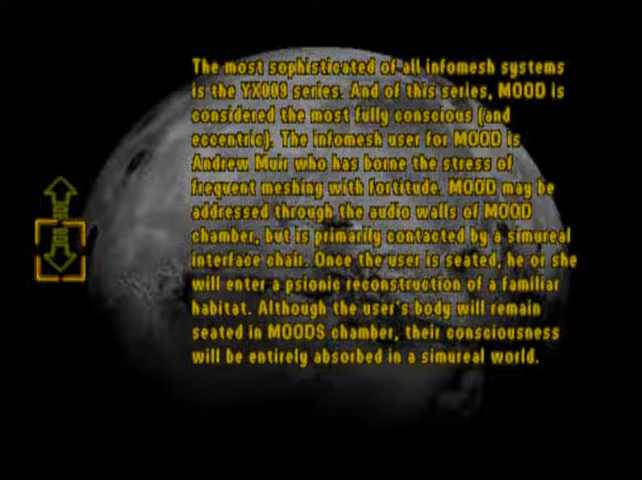 The most sophisticated of all infomesh systems
is the YX009 series. And of this series, MOOD is
considered the most fully conscious (and
eccentric). The infomesh user for MOOD is
Andrew Muir who has borne the stress of
frequent meshing with fortitude. MOOD may be
addressed through the audio walls of MOOD
chamber, but is primarily contacted by a simureal
interface chair. Once the user is seated, he or she
will enter a psionic reconstruction of a familiar
habitat. Although the user's body will remain
seated in MOODS chamber, their consciousness
will be entirely absorbed in a simureal world.